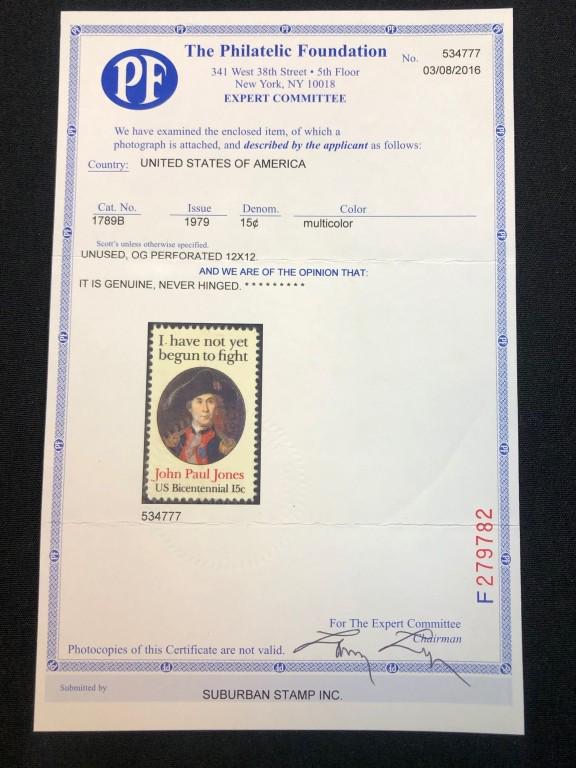 PF
The Philatelic Foundation
No. 534777
341 West 38th Street • 5th Floor
03/08/2016
New York, NY 10018
EXPERT COMMITTEE
We have examined the enclosed item, of which a
photograph is attached, and described by the applicant as follows:
Country: UNITED STATES OF AMERICA
Cat. No. Issue Denom. Color
1789B 1979 15¢ multicolor
Scott's unless otherwise specified.
UNUSED, OG PERFORATED 12X12.
AND WE ARE OF THE OPINION THAT:
IT IS GENUINE, NEVER HINGED. * * * * * * * * *
I have not yet
begun to fight
John Paul Jones
US Bicentennial 15c
534777
F 279782
For The Expert Committee
Chairman
Photocopies of this Certificate are not valid.
Submitted by
SUBURBAN STAMP INC.